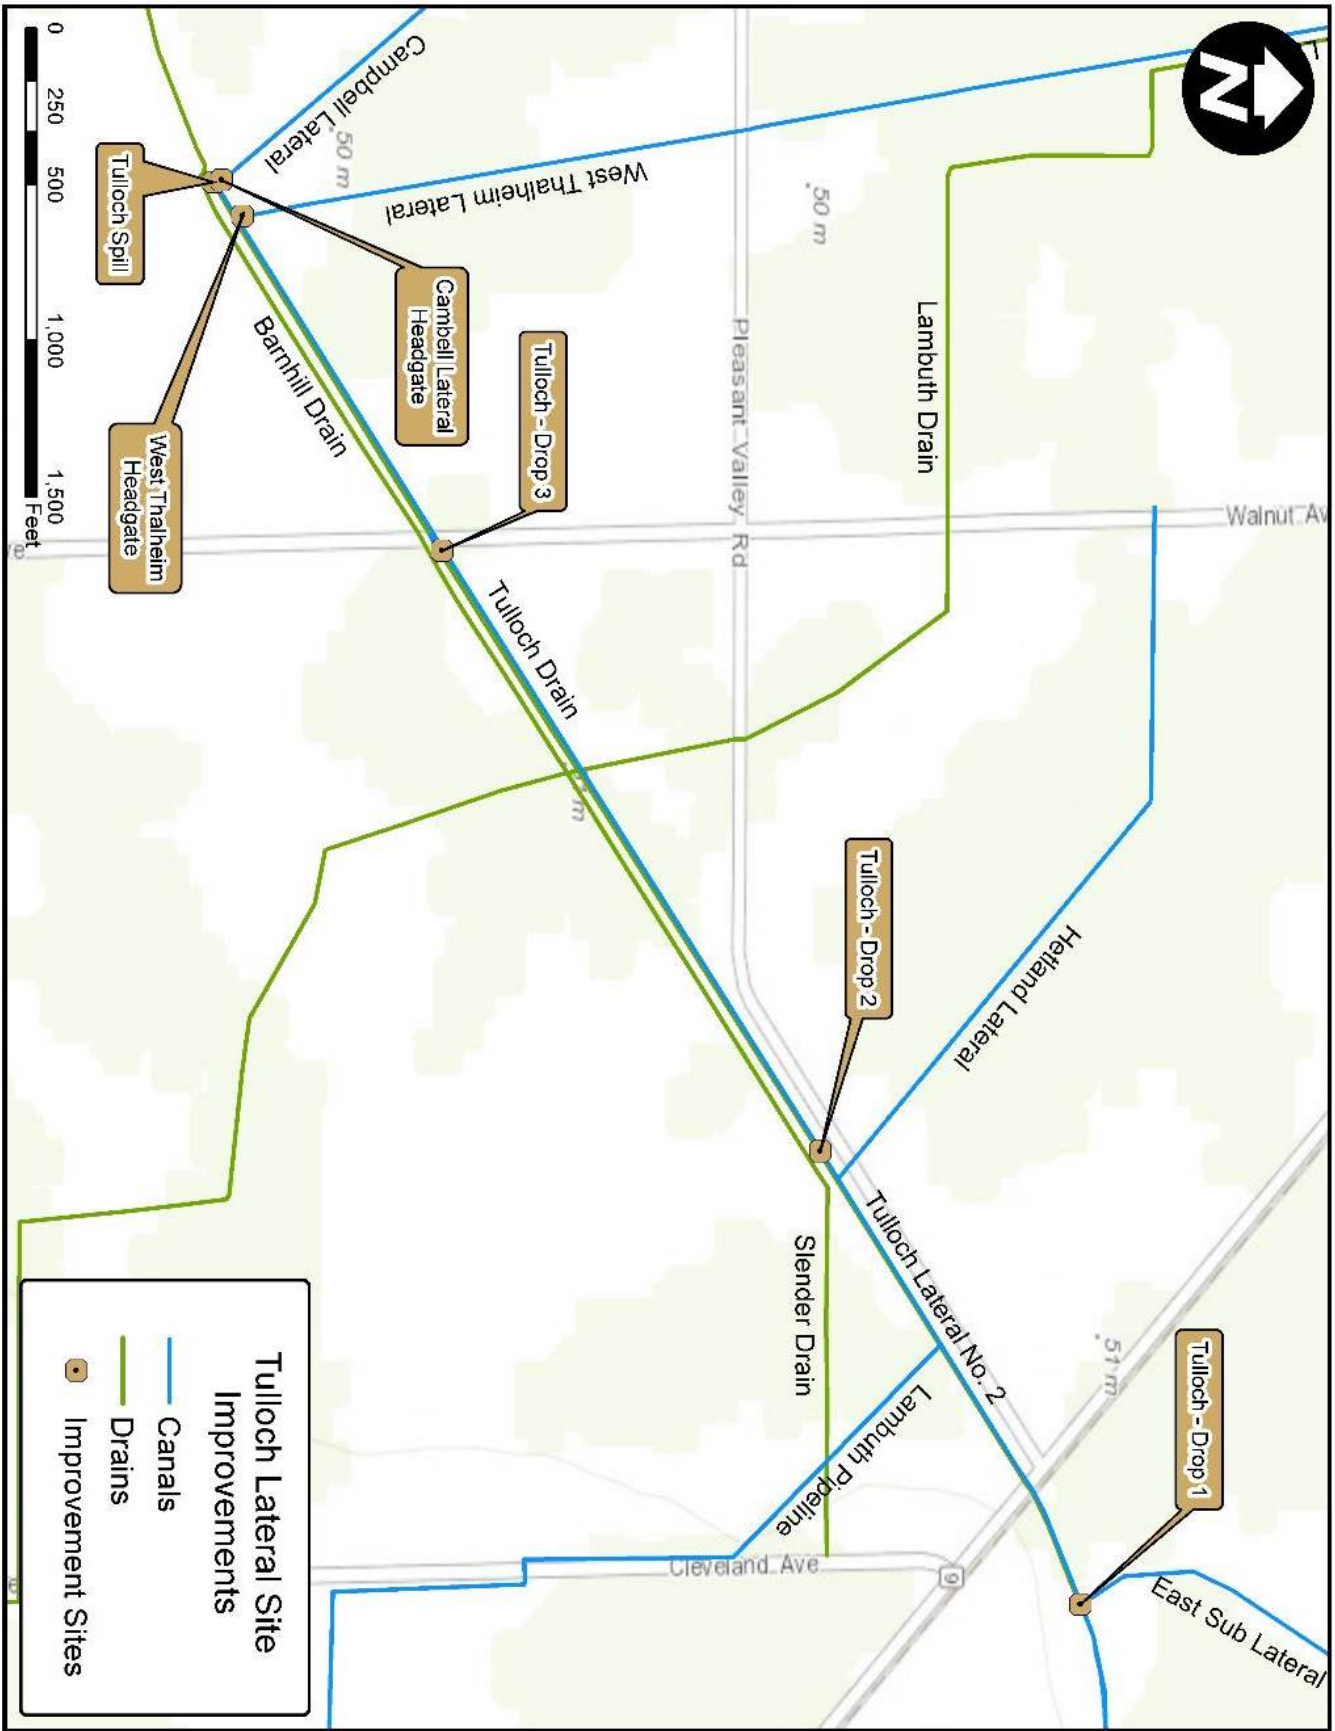 N
Campbell Lateral
50 m
West Thalheim Lateral
50 m
Lambuth Drain
Pleasant Valley Rd
Walnut Av
Cambell Lateral
Headgate
Tulloch Spill
West Thalheim
Headgate
Barnhill Drain
Tulloch - Drop 3
Tulloch Drain
Tulloch - Drop 2
Hetland Lateral
Tulloch Lateral No. 2
Slender Drain
Lambuth Pipeline
51 m
Tulloch - Drop 1
East Sub Lateral
Cleveland Ave
0 250 500 1,000 1,500
Feet
Tulloch Lateral Site
Improvements
Canals
Drains
Improvement Sites